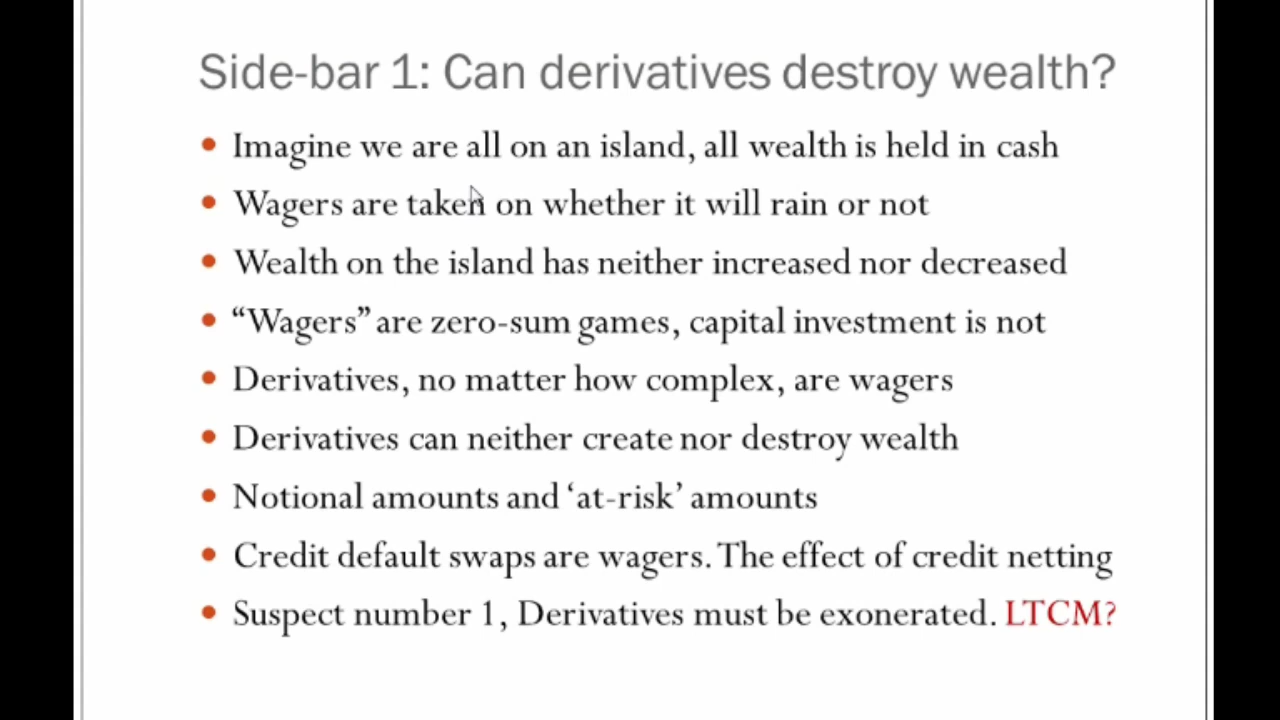 Side-bar 1: Can derivatives destroy wealth?
Imagine we are all on an island, all wealth is held in cash
Wagers are taken on whether it will rain or not
Wealth on the island has neither increased nor decreased
“Wagers” are zero-sum games, capital investment is not
Derivatives, no matter how complex, are wagers
Derivatives can neither create nor destroy wealth
Notional amounts and ‘at-risk’ amounts
Credit default swaps are wagers. The effect of credit netting
Suspect number 1, Derivatives must be exonerated. LTCM?